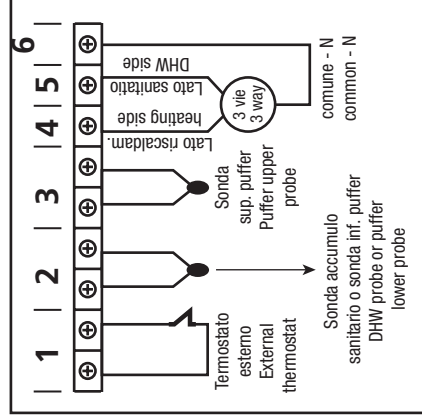 1
2
3
4
5
6
Termostato
esterno
External
thermostat
Sonda accumulo
sanitario o sonda inf. puffer
DHW probe or puffer
lower probe
Sonda
sup. puffer
Puffer upper
probe
Lato riscaldam.
heating side
Lato sanitatio
DHW side
3 vie
3 way
comune - N
common - N